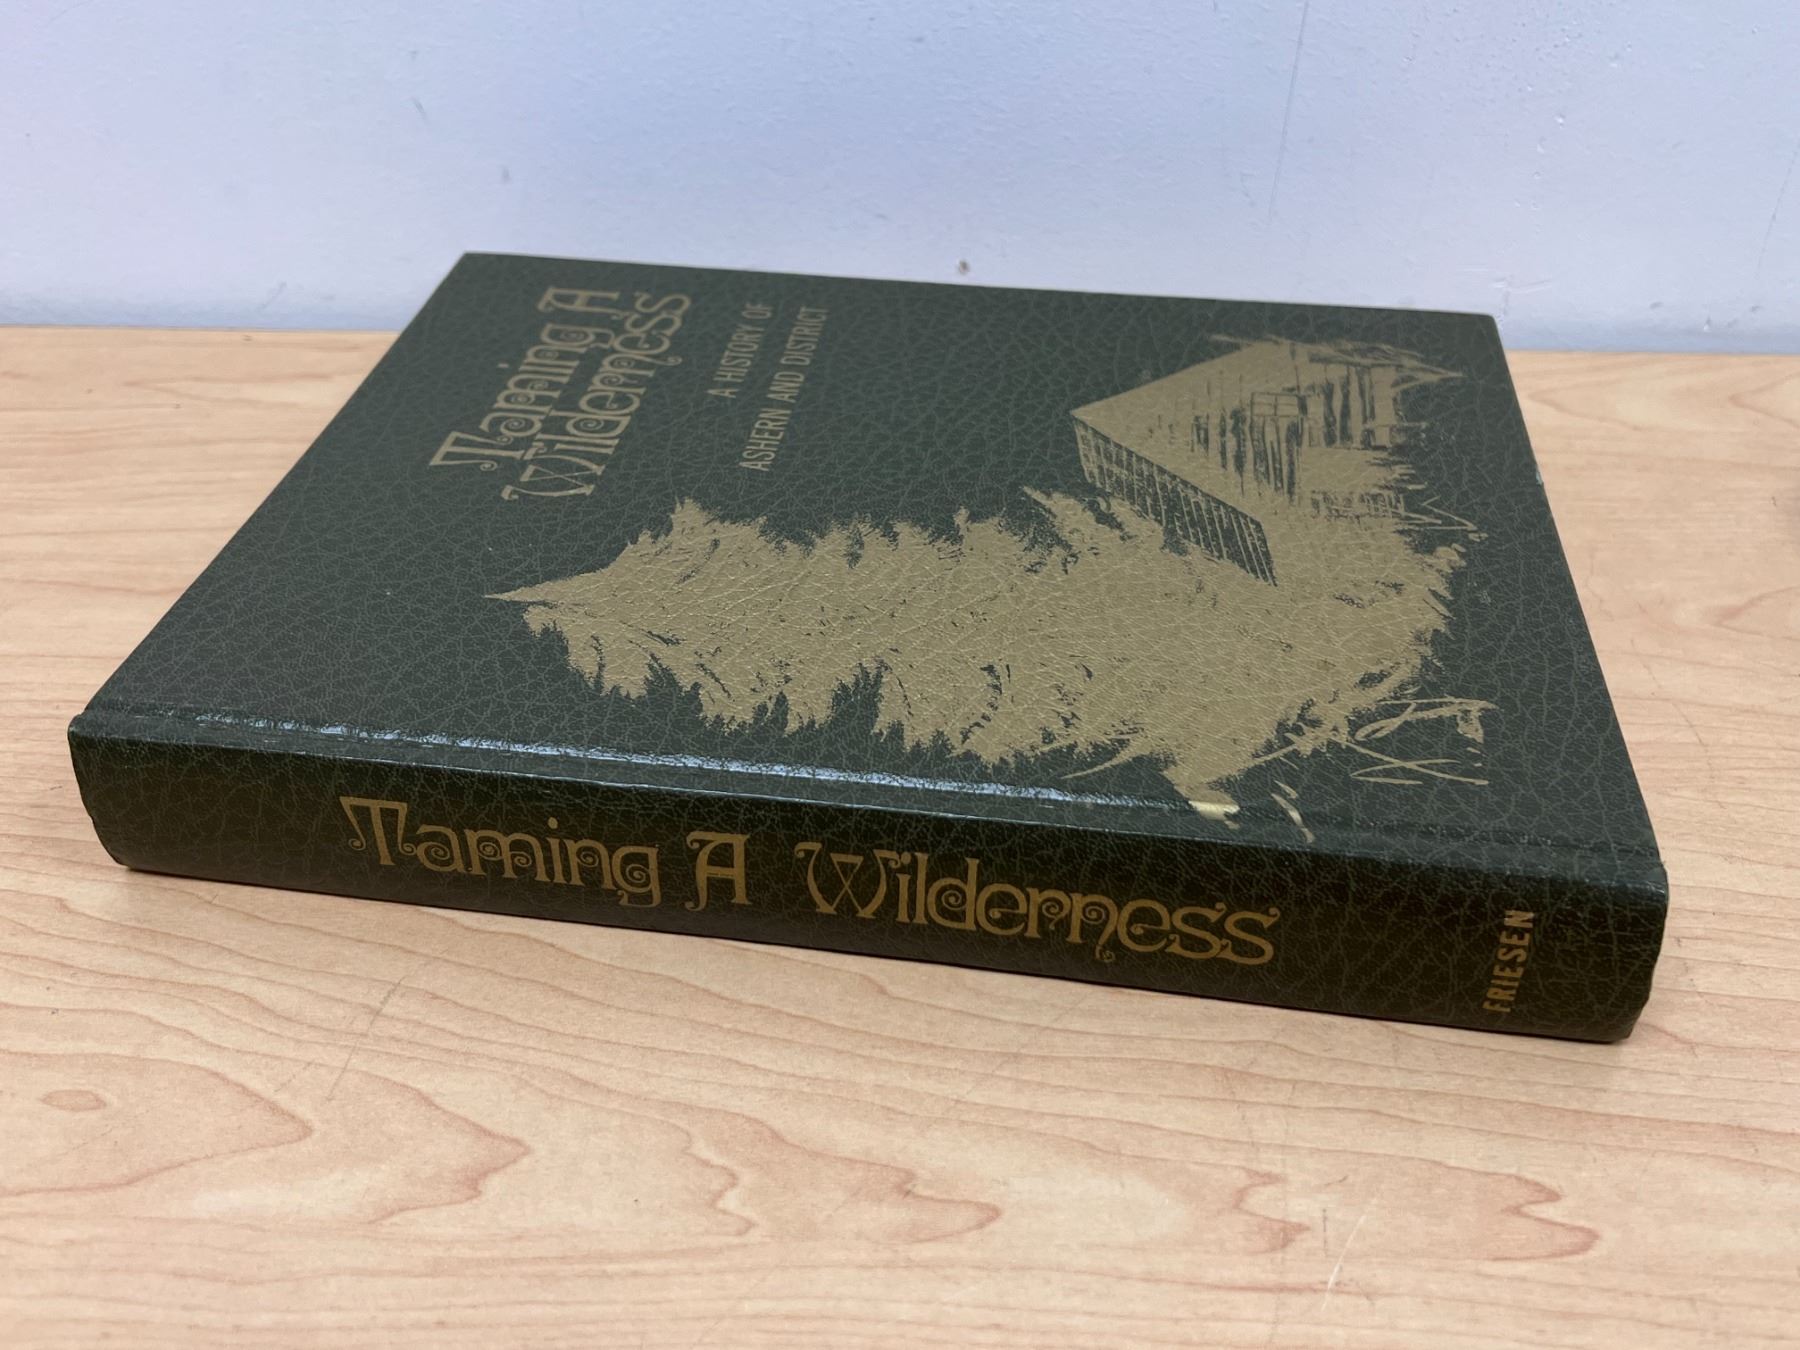 Taming A
Wilderness
A HISTORY OF
ASHERN AND DISTRICT
Taming A Wilderness
FRIESEN